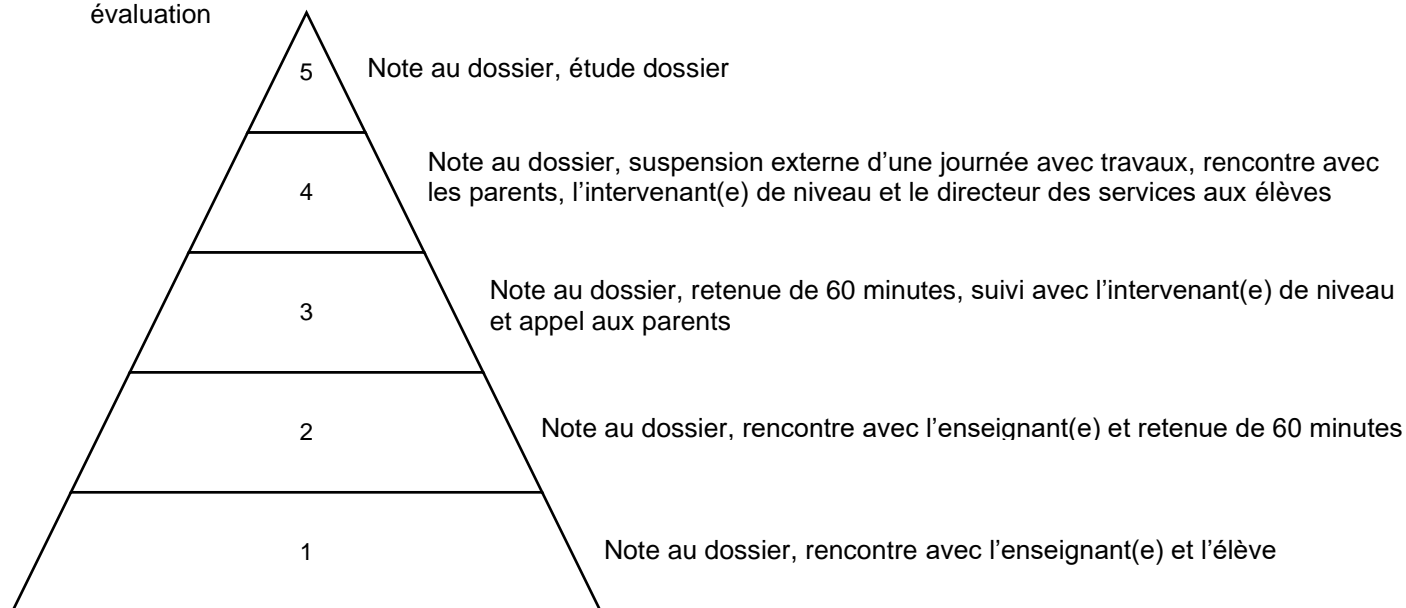 évaluation
5
Note au dossier, étude dossier
4
Note au dossier, suspension externe d’une journée avec travaux, rencontre avec
les parents, l’intervenant(e) de niveau et le directeur des services aux élèves
3
Note au dossier, retenue de 60 minutes, suivi avec l’intervenant(e) de niveau
et appel aux parents
2
Note au dossier, rencontre avec l’enseignant(e) et retenue de 60 minutes
1
Note au dossier, rencontre avec l’enseignant(e) et l’élève